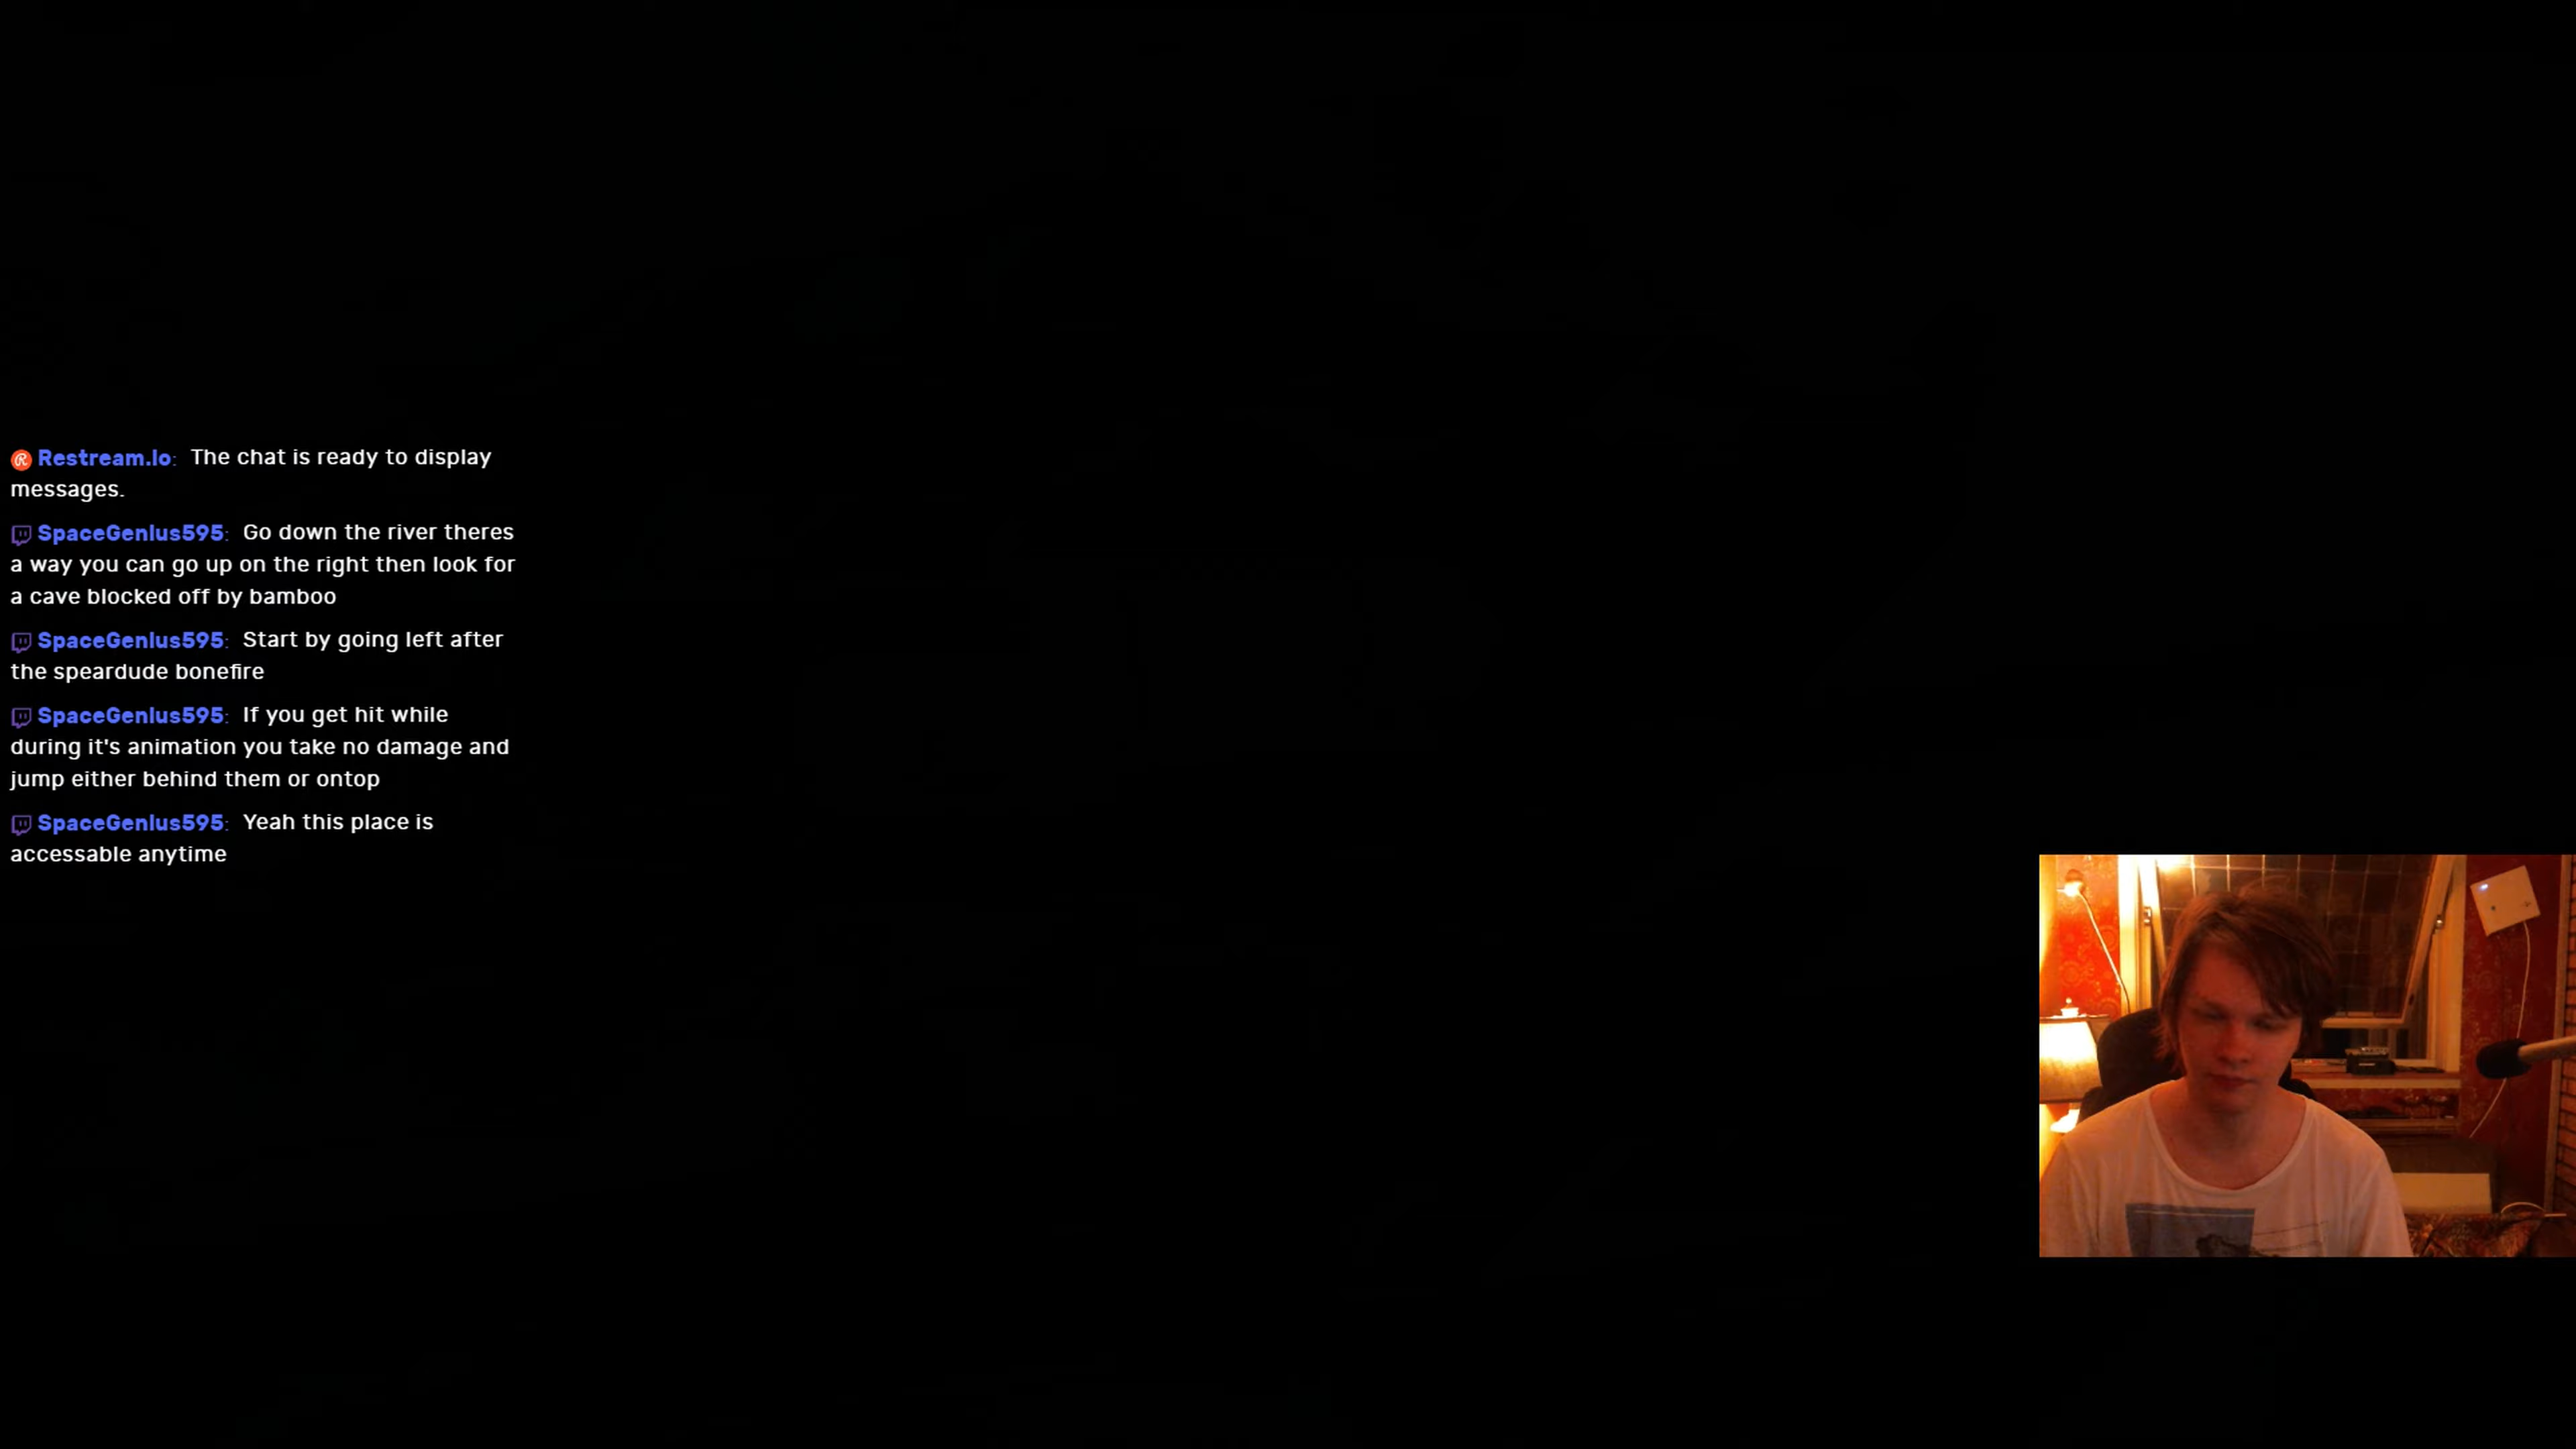 Restream.Io: The chat is ready to display
messages.
SpaceGenIus595: Go down the river theres
a way you can go up on the right then look for
a cave blocked off by bamboo
SpaceGenIus595: Start by going left after
the speardude bonefire
SpaceGenIus595: If you get hit while
during it's animation you take no damage and
jump either behind them or ontop
SpaceGenIus595: Yeah this place is
accessable anytime